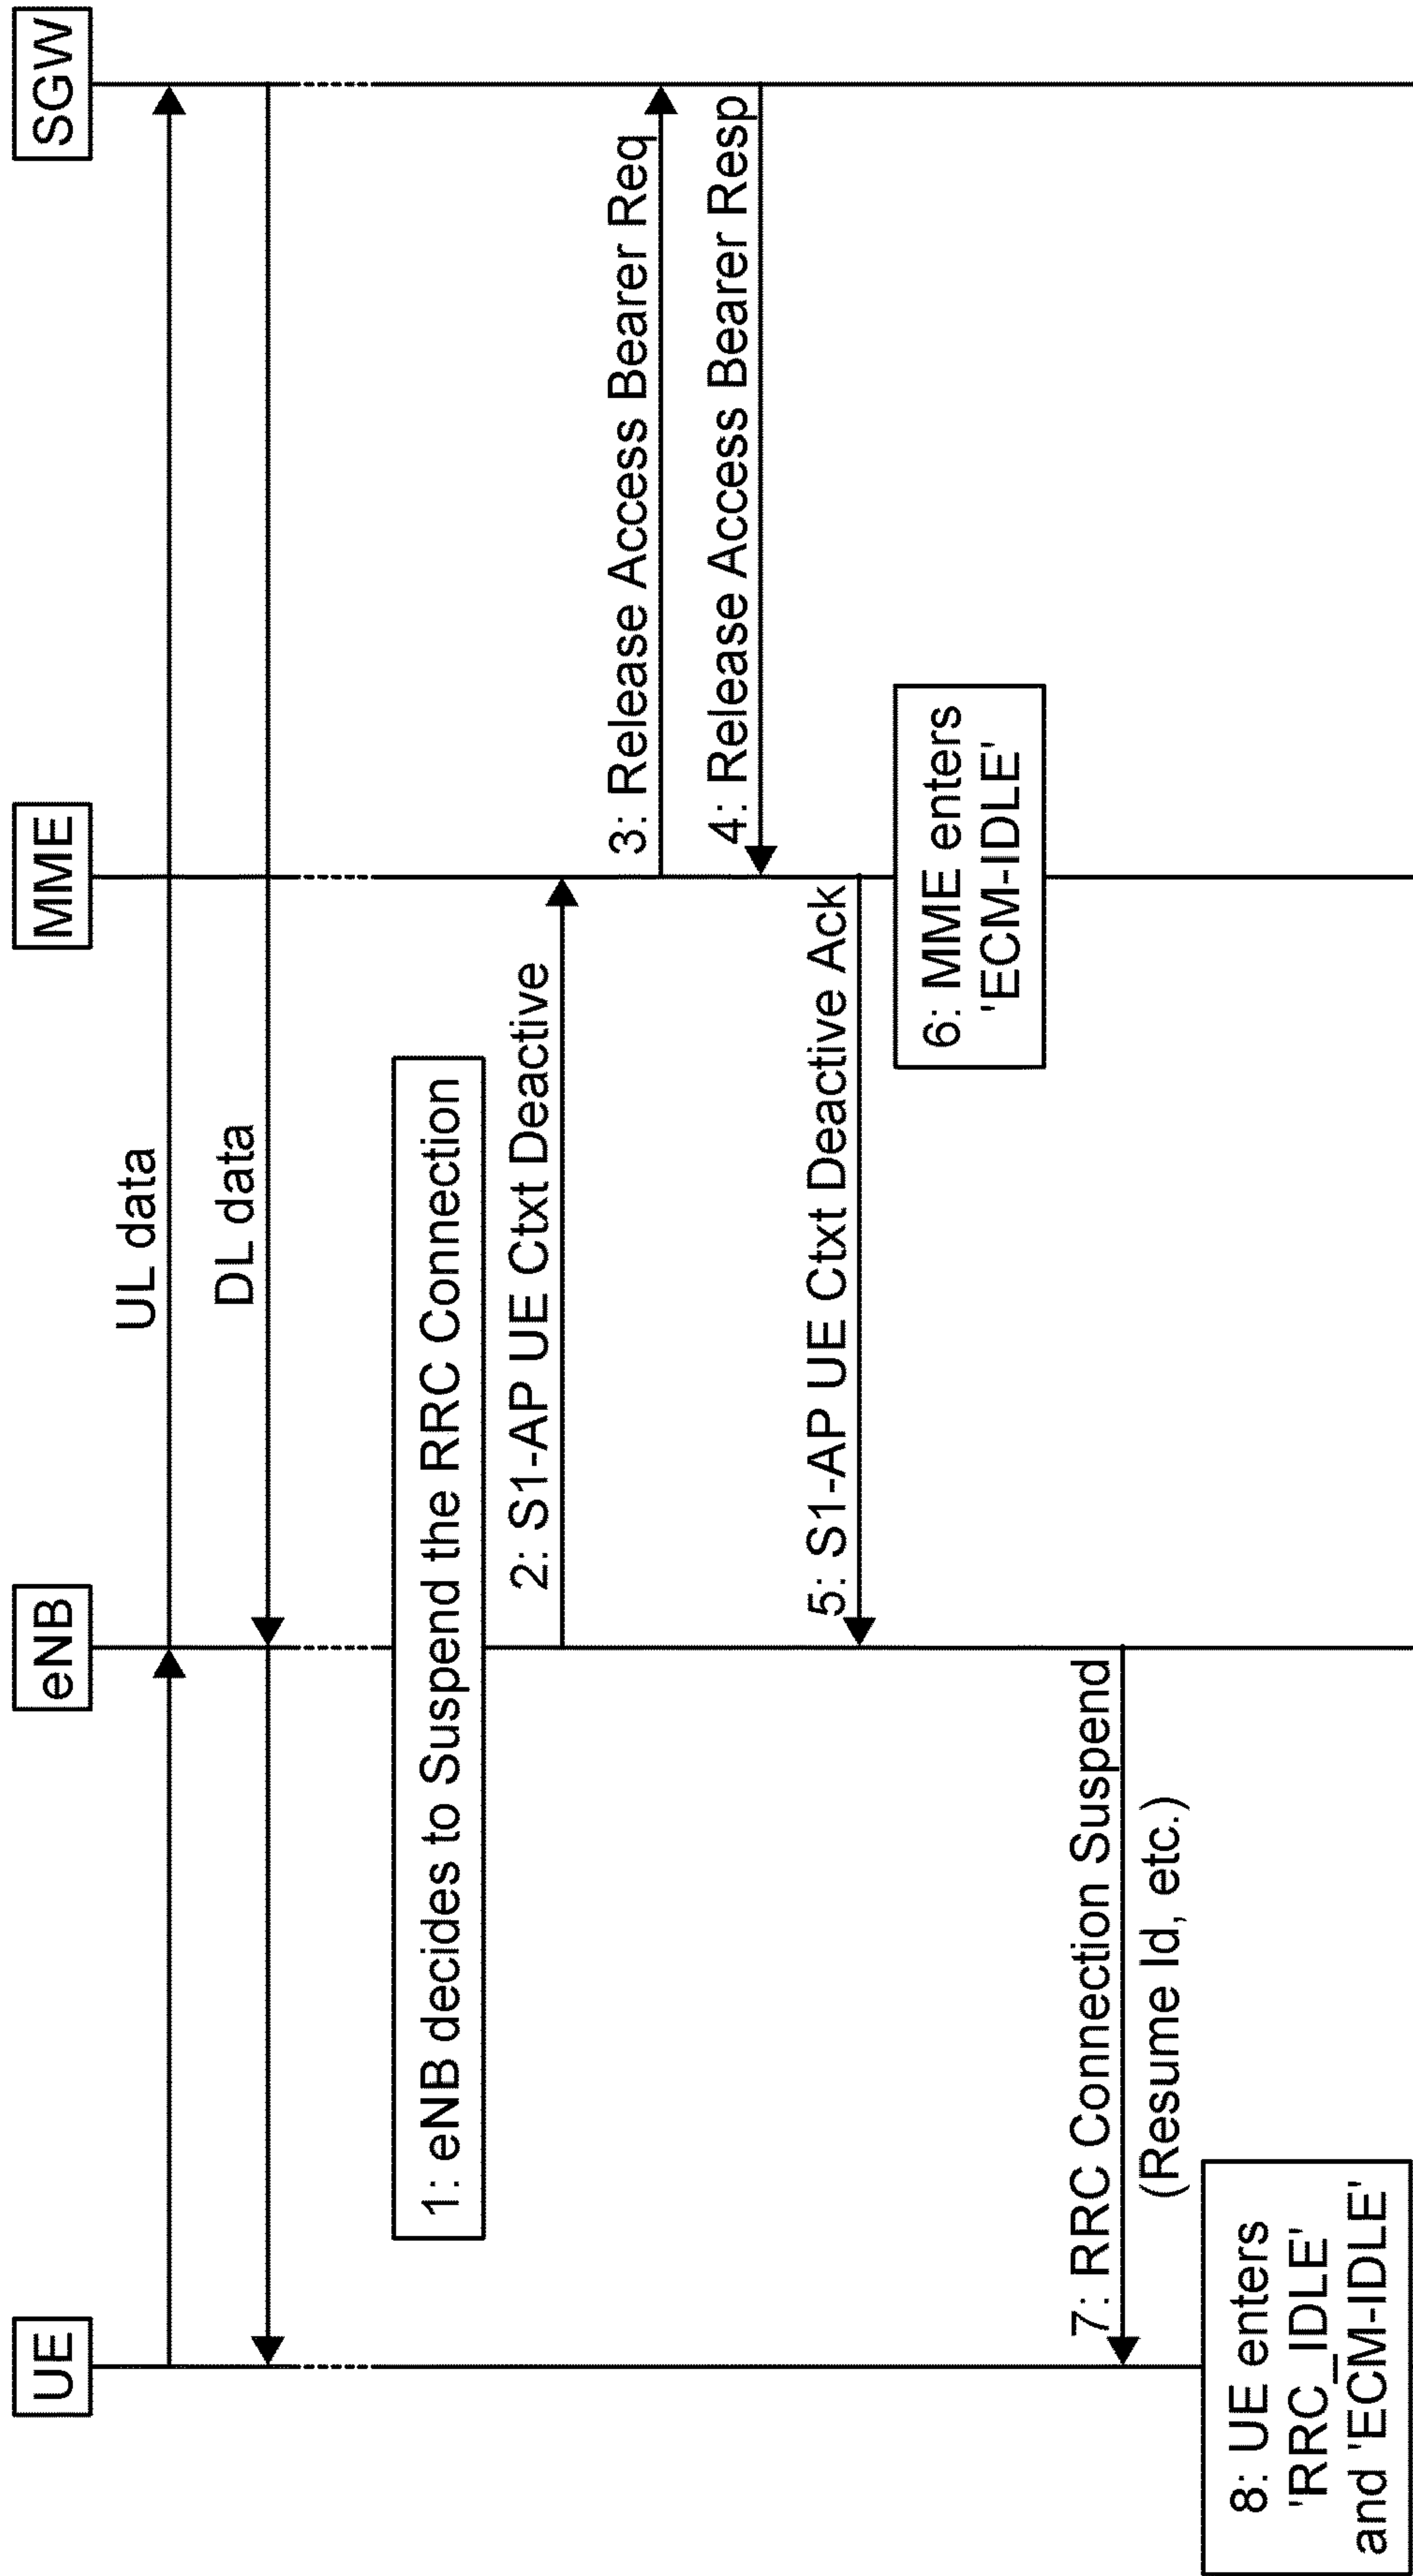 UE
eNB
MME
SGW
UL data
DL data
1: eNB decides to Suspend the RRC Connection
2: S1-AP UE Ctxt Deactive
3: Release Access Bearer Req
4: Release Access Bearer Resp
5: S1-AP UE Ctxt Deactive Ack
6: MME enters
'ECM-IDLE'
7: RRC Connection Suspend
(Resume Id, etc.)
8: UE enters
'RRC_IDLE'
and 'ECM-IDLE'